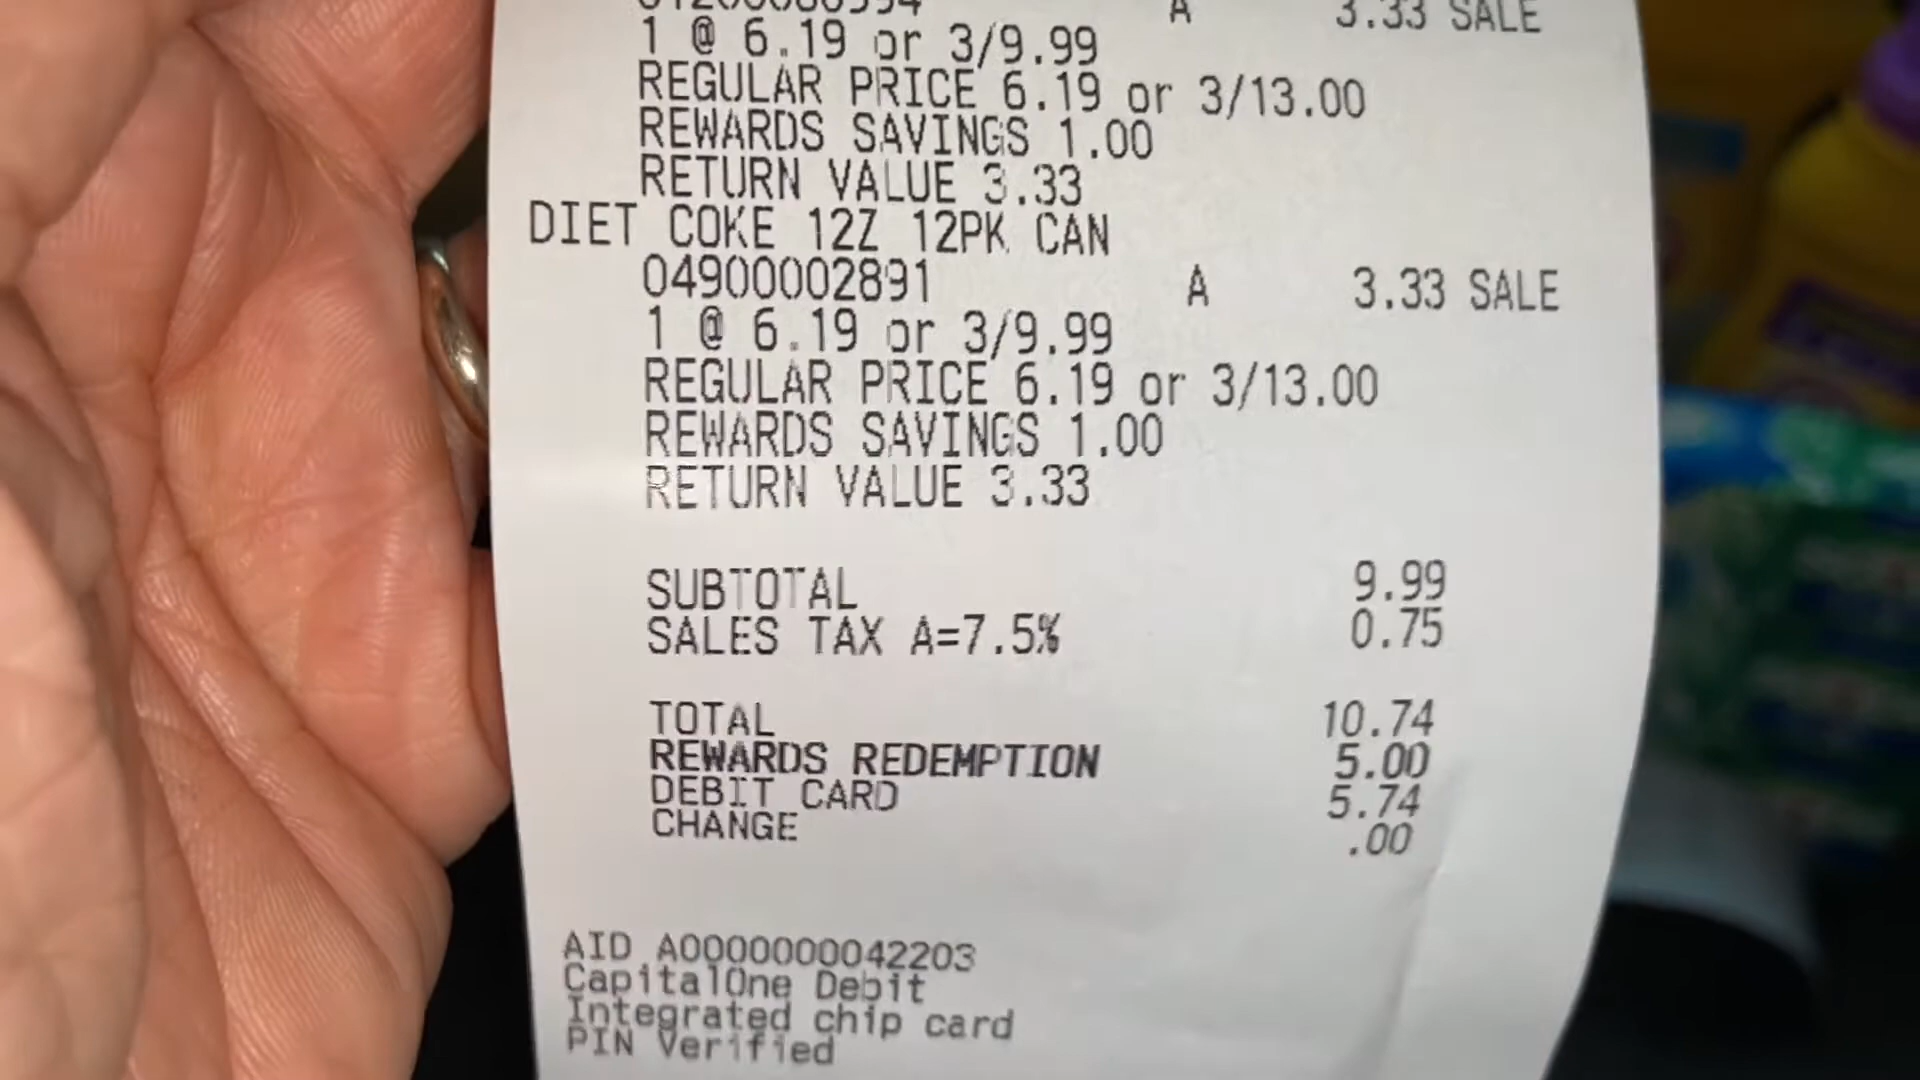 A 3.33 SALE
1 @ 6.19 or 3/9.99
REGULAR PRICE 6.19 or 3/13.00
REWARDS SAVINGS 1.00
RETURN VALUE 3.33
DIET COKE 12Z 12PK CAN
04900002891 A 3.33 SALE
1 @ 6.19 or 3/9.99
REGULAR PRICE 6.19 or 3/13.00
REWARDS SAVINGS 1.00
RETURN VALUE 3.33
SUBTOTAL 9.99
SALES TAX A=7.5% 0.75
TOTAL 10.74
REWARDS REDEMPTION 5.00
DEBIT CARD 5.74
CHANGE .00
AID A0000000042203
CapitalOne Debit
Integrated chip card
PIN Verified